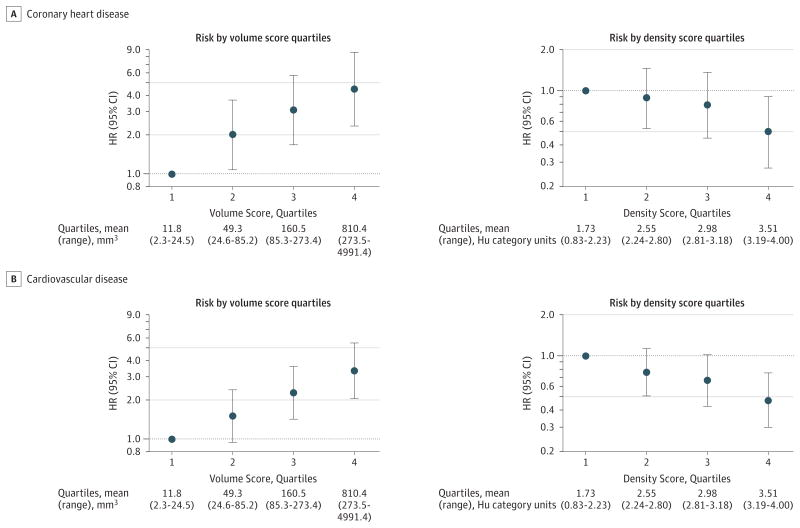 A Coronary heart disease
Risk by volume score quartiles
HR (95% CI)
9.0
6.0
4.0
3.0
2.0
1.0
0.8
1 2 3 4
Volume Score, Quartiles
Quartiles, mean 11.8 49.3 160.5 810.4
(range), mm³ (2.3-24.5) (24.6-85.2) (85.3-273.4) (273.5-
4991.4)
Risk by density score quartiles
HR (95% CI)
2.0
1.0
0.6
0.4
0.3
0.2
1 2 3 4
Density Score, Quartiles
Quartiles, mean 1.73 2.55 2.98 3.51
(range), Hu category units (0.83-2.23) (2.24-2.80) (2.81-3.18) (3.19-4.00)
B Cardiovascular disease
Risk by volume score quartiles
HR (95% CI)
9.0
6.0
4.0
3.0
2.0
1.0
0.8
1 2 3 4
Volume Score, Quartiles
Quartiles, mean 11.8 49.3 160.5 810.4
(range), mm³ (2.3-24.5) (24.6-85.2) (85.3-273.4) (273.5-
4991.4)
Risk by density score quartiles
HR (95% CI)
2.0
1.0
0.6
0.4
0.3
0.2
1 2 3 4
Density Score, Quartiles
Quartiles, mean 1.73 2.55 2.98 3.51
(range), Hu category units (0.83-2.23) (2.24-2.80) (2.81-3.18) (3.19-4.00)